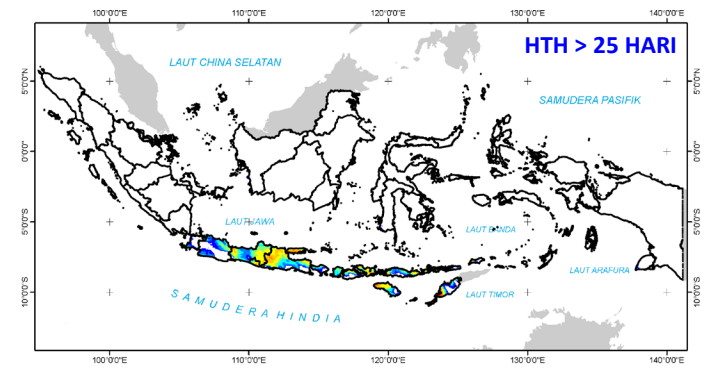 100°0'0"E 110°0'0"E 120°0'0"E 130°0'0"E 140°0'0"E
HTH > 25 HARI
LAUT CHINA SELATAN
5°0'0"N 5°0'0"N
SAMUDERA PASIFIK
0°0'0" 0°0'0"
LAUT JAWA
LAUT BANDA
5°0'0"S 5°0'0"S
LAUT ARAFURA
LAUT TIMOR
10°0'0"S 10°0'0"S
SAMUDERA HINDIA
100°0'0"E 110°0'0"E 120°0'0"E 130°0'0"E 140°0'0"E